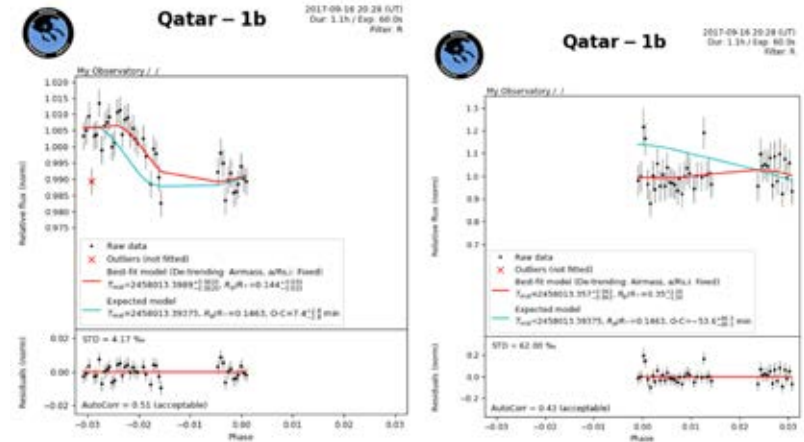 Qatar – 1b
2017-09-16 20:28 (UT)
Dur: 1.1h / Exp: 60.0s
Filter: R
My Observatory / /
Relative flux (norm)
1.020
1.015
1.010
1.005
1.000
0.995
0.990
0.985
0.980
0.975
Raw data
Outliers (not fitted)
Best-fit model (De-trending: Airmass, a/Rs,i: Fixed)
Expected model
Residuals (norm)
0.02
0.00
−0.02
STD = 4.17 ‰
AutoCorr = 0.51 (acceptable)
−0.03
−0.02
−0.01
0.00
0.01
0.02
0.03
Phase
Qatar – 1b
2017-09-16 20:28 (UT)
Dur: 1.1h / Exp: 60.0s
Filter: R
My Observatory / /
Relative flux (norm)
1.3
1.2
1.1
1.0
0.9
0.8
0.7
Raw data
Outliers (not fitted)
Best-fit model (De-trending: Airmass, a/Rs,i: Fixed)
Expected model
Residuals (norm)
0.2
0.0
−0.2
AutoCorr = 0.43 (acceptable)
−0.03
−0.02
−0.01
0.00
0.01
0.02
0.03
Phase